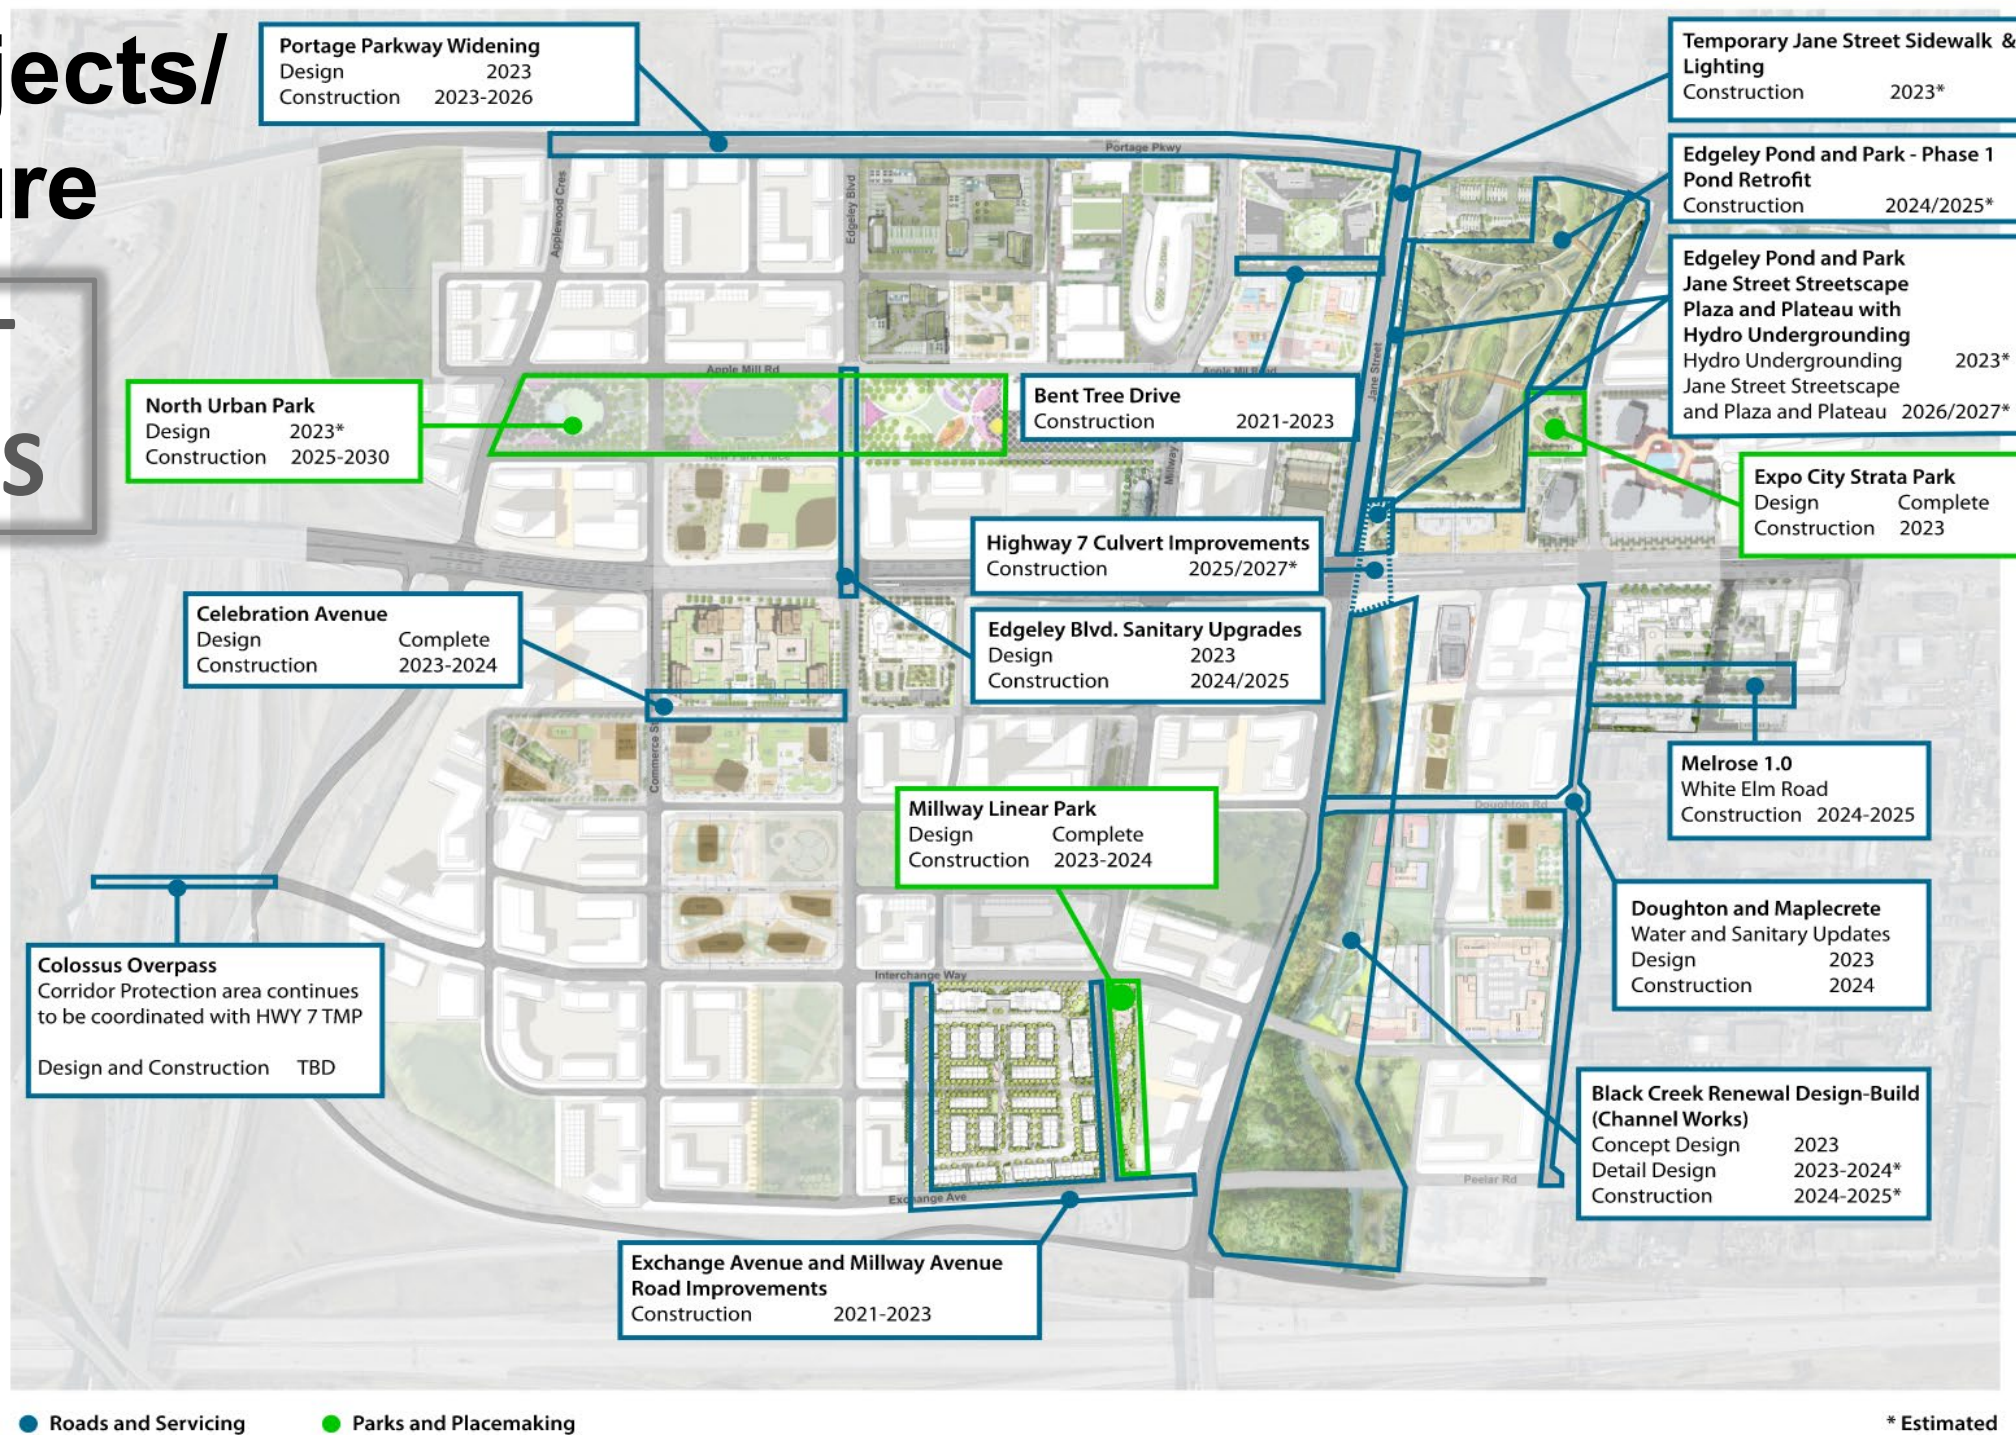 jects/
ure
S
Portage Parkway Widening
Design 2023
Construction 2023-2026
Temporary Jane Street Sidewalk &
Lighting
Construction 2023*
Edgeley Pond and Park - Phase 1
Pond Retrofit
Construction 2024/2025*
Edgeley Pond and Park
Jane Street Streetscape
Plaza and Plateau with
Hydro Undergrounding
Hydro Undergrounding 2023*
Jane Street Streetscape
and Plaza and Plateau 2026/2027*
Portage Pkwy
Applewood Cres
Edgeley Blvd
Jane Street
Apple Mill Rd
North Urban Park
Design 2023*
Construction 2025-2030
New Park Place
Bent Tree Drive
Construction 2021-2023
Millway
Expo City Strata Park
Design Complete
Construction 2023
Highway 7 Culvert Improvements
Construction 2025/2027*
Celebration Avenue
Design Complete
Construction 2023-2024
Edgeley Blvd. Sanitary Upgrades
Design 2023
Construction 2024/2025
Commerce St
Melrose 1.0
White Elm Road
Construction 2024-2025
Doughton Rd
Millway Linear Park
Design Complete
Construction 2023-2024
Doughton and Maplecrete
Water and Sanitary Updates
Design 2023
Construction 2024
Colossus Overpass
Corridor Protection area continues
to be coordinated with HWY 7 TMP
Design and Construction TBD
Interchange Way
Black Creek Renewal Design-Build
(Channel Works)
Concept Design 2023
Detail Design 2023-2024*
Construction 2024-2025*
Peelar Rd
Exchange Ave
Exchange Avenue and Millway Avenue
Road Improvements
Construction 2021-2023
Roads and Servicing
Parks and Placemaking
* Estimated